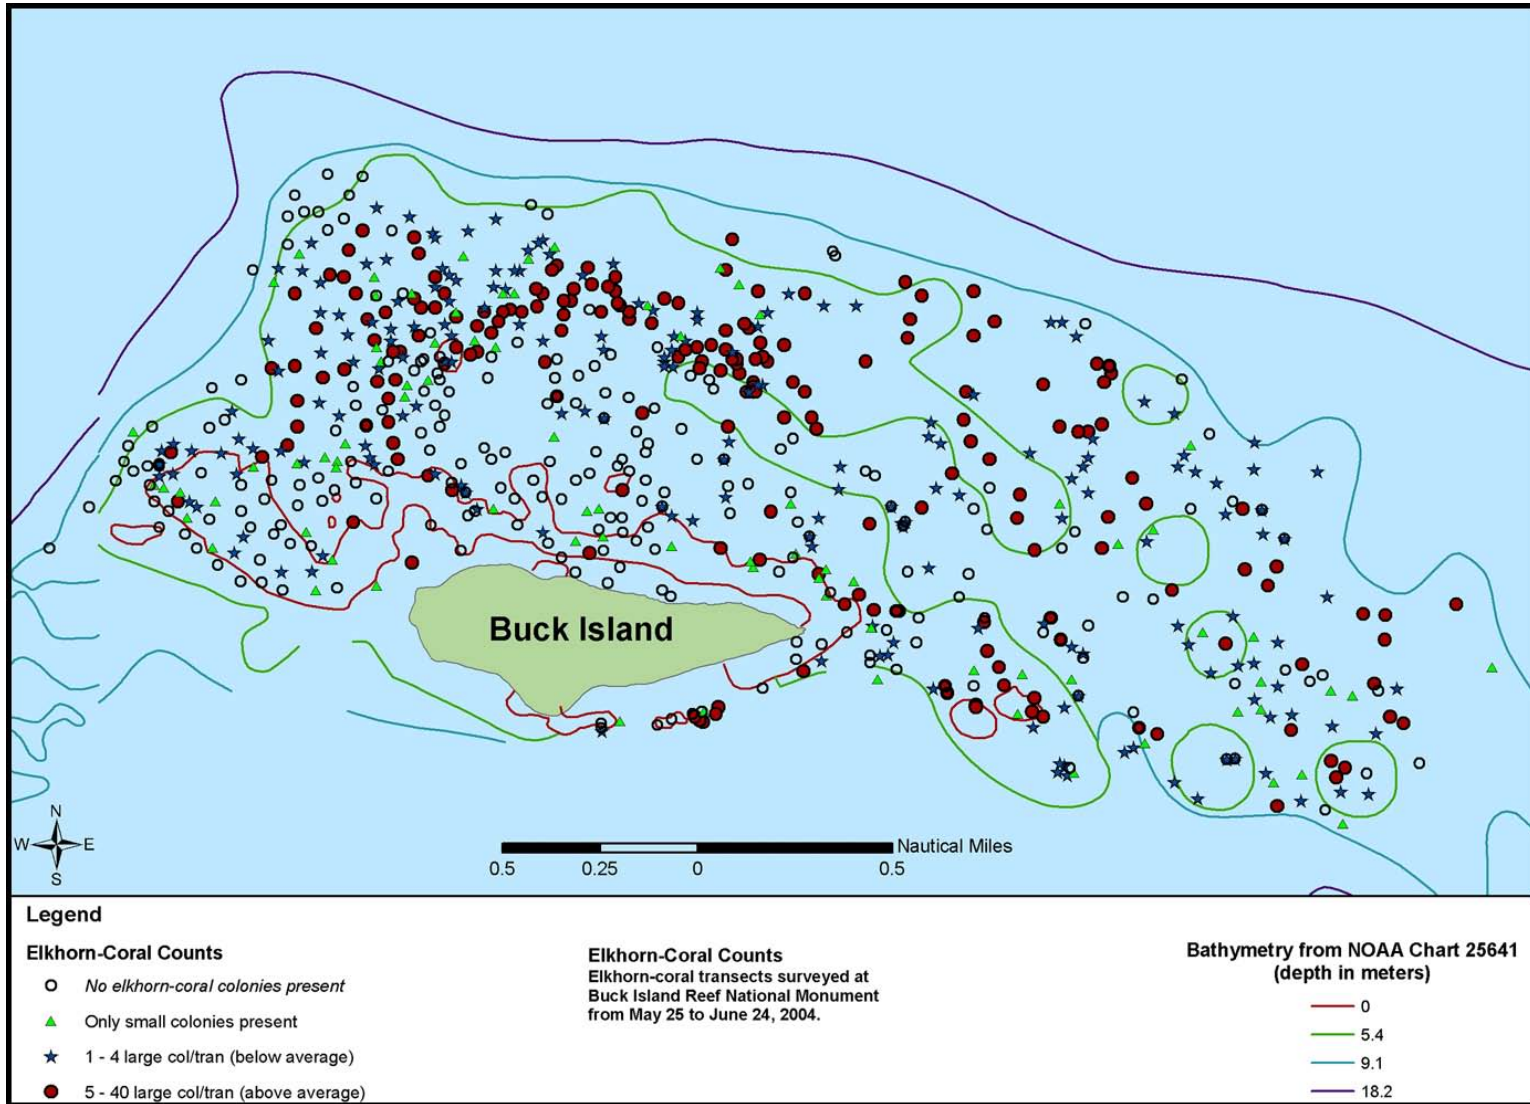 Buck Island
N
W
E
S
Nautical Miles
0.5
0.25
0
0.5
Legend
Elkhorn-Coral Counts
No elkhorn-coral colonies present
Only small colonies present
1 - 4 large col/tran (below average)
5 - 40 large col/tran (above average)
Elkhorn-Coral Counts
Elkhorn-coral transects surveyed at
Buck Island Reef National Monument
from May 25 to June 24, 2004.
Bathymetry from NOAA Chart 25641
(depth in meters)
0
5.4
9.1
18.2